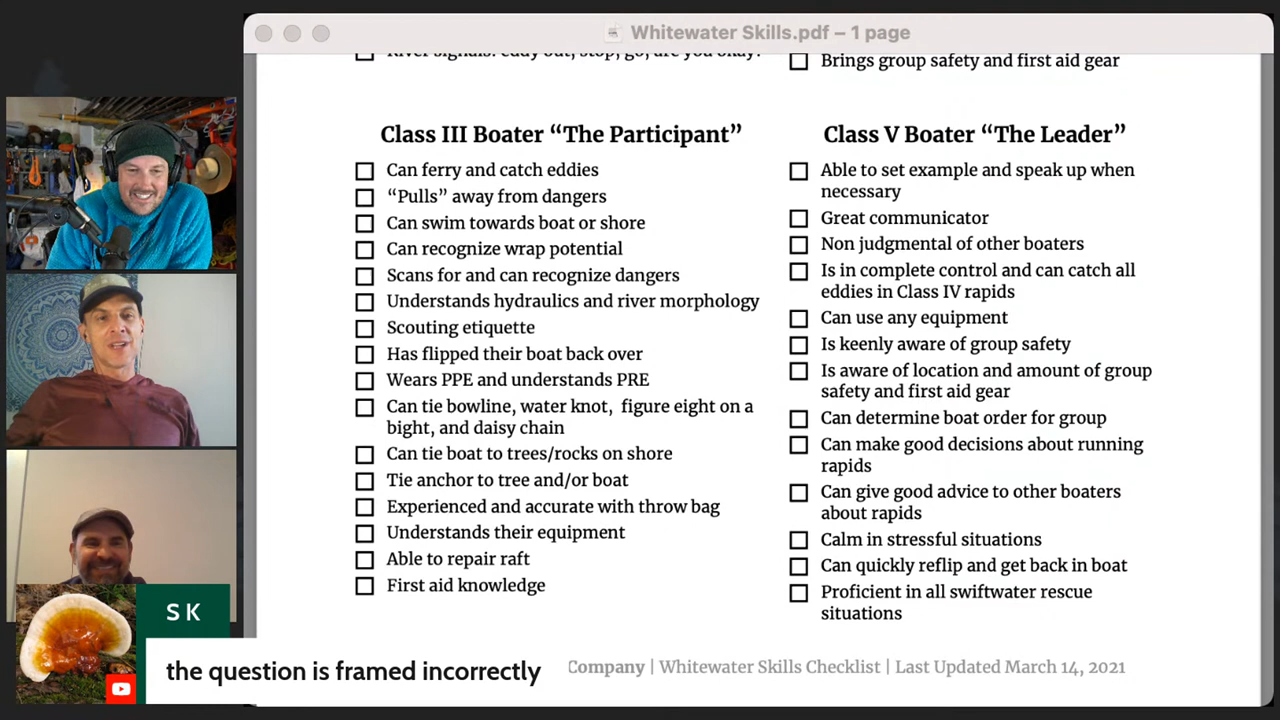 Whitewater Skills.pdf – 1 page
River signals: eddy out, stop, go, are you okay?
Brings group safety and first aid gear
Class III Boater “The Participant”
Can ferry and catch eddies
“Pulls” away from dangers
Can swim towards boat or shore
Can recognize wrap potential
Scans for and can recognize dangers
Understands hydraulics and river morphology
Scouting etiquette
Has flipped their boat back over
Wears PPE and understands PRE
Can tie bowline, water knot, figure eight on a
bight, and daisy chain
Can tie boat to trees/rocks on shore
Tie anchor to tree and/or boat
Experienced and accurate with throw bag
Understands their equipment
Able to repair raft
First aid knowledge
Class V Boater “The Leader”
Able to set example and speak up when
necessary
Great communicator
Non judgmental of other boaters
Is in complete control and can catch all
eddies in Class IV rapids
Can use any equipment
Is keenly aware of group safety
Is aware of location and amount of group
safety and first aid gear
Can determine boat order for group
Can make good decisions about running
rapids
Can give good advice to other boaters
about rapids
Calm in stressful situations
Can quickly reflip and get back in boat
Proficient in all swiftwater rescue
situations
S K
the question is framed incorrectly
Company | Whitewater Skills Checklist | Last Updated March 14, 2021